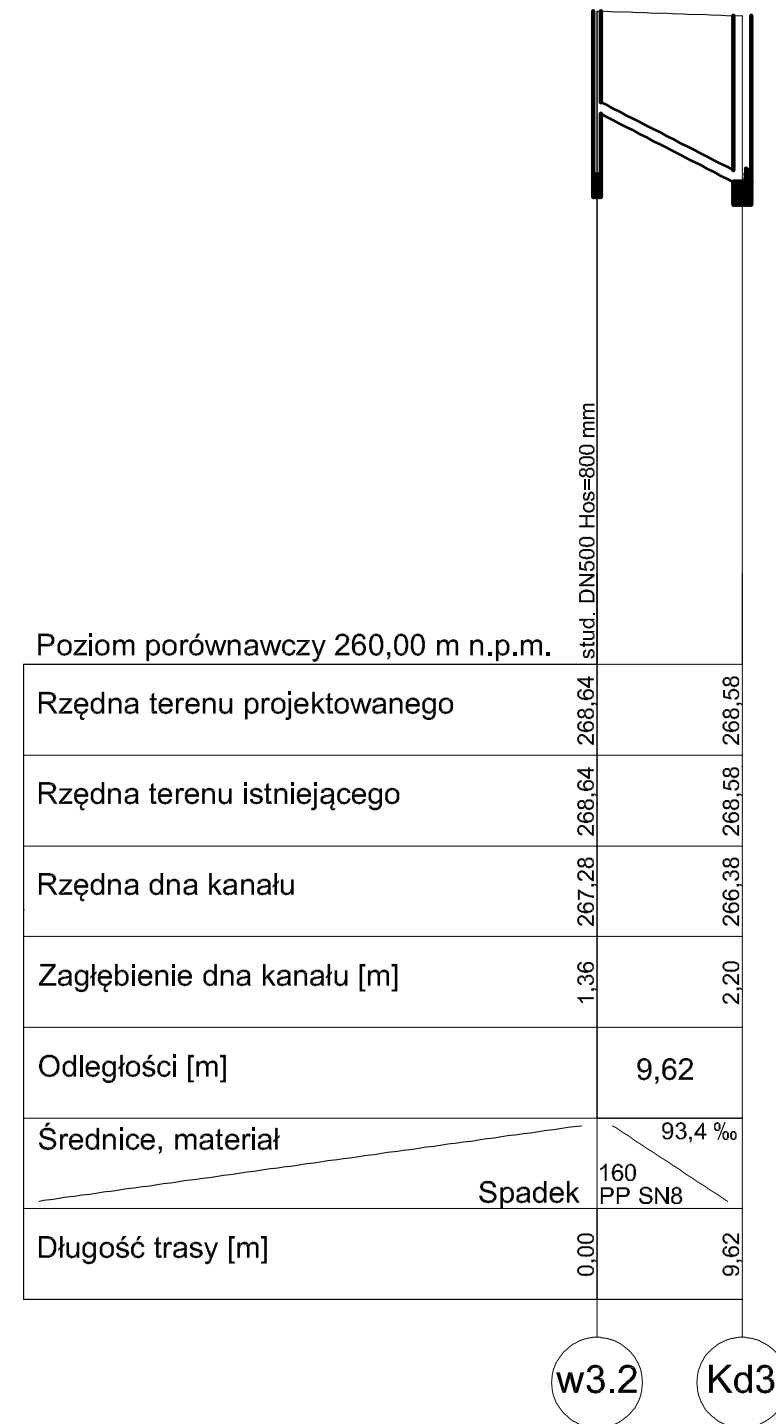 stud. DN500 Hos=800 mm
Poziom porównawczy 260,00 m n.p.m.
Rzędna terenu projektowanego 268,64 268,58
Rzędna terenu istniejącego 268,64 268,58
Rzędna dna kanału 267,28 266,38
Zagłębienie dna kanału [m] 1,36 2,20
Odległości [m] 9,62
Średnice, materiał 93,4 ‰
Spadek 160
PP SN8
Długość trasy [m] 0,00 9,62
w3.2 Kd3